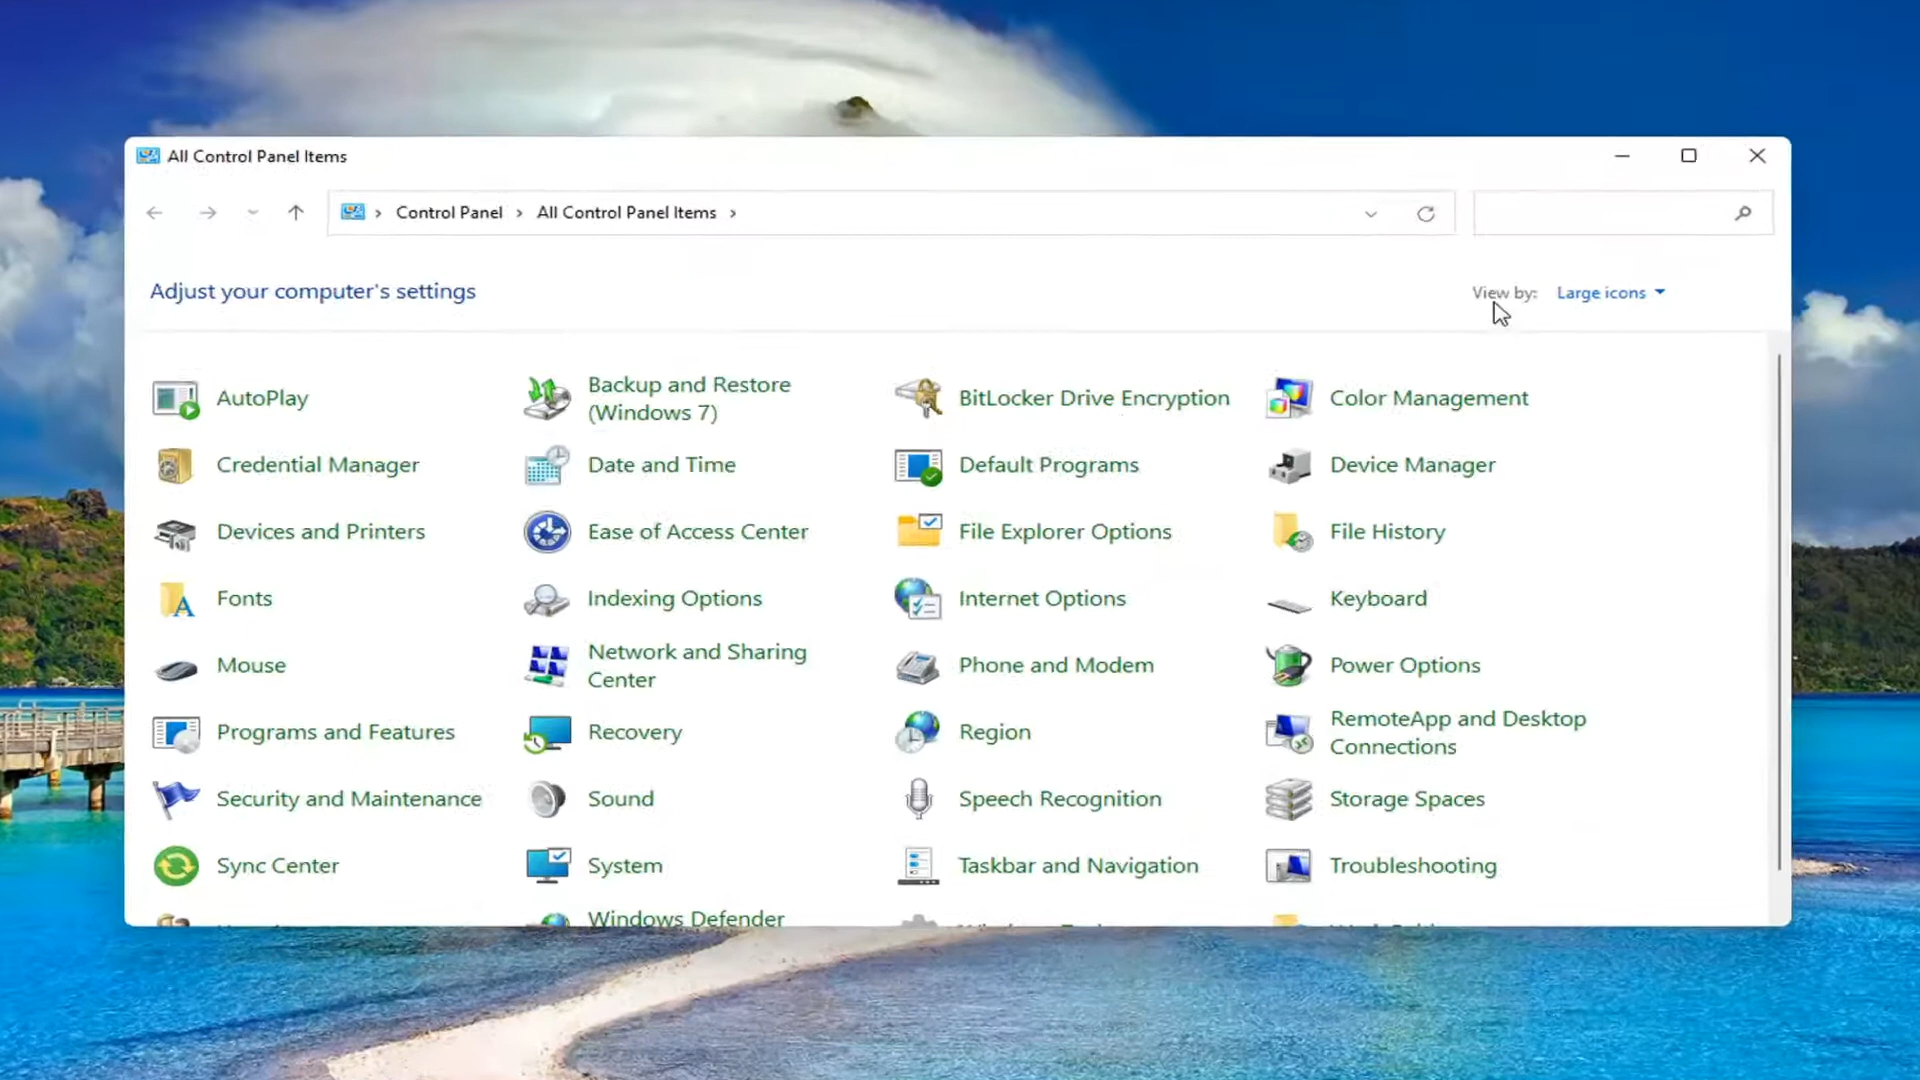 All Control Panel Items
Control Panel > All Control Panel Items >
Adjust your computer's settings
View by: Large icons
AutoPlay
Backup and Restore
(Windows 7)
BitLocker Drive Encryption
Color Management
Credential Manager
Date and Time
Default Programs
Device Manager
Devices and Printers
Ease of Access Center
File Explorer Options
File History
Fonts
Indexing Options
Internet Options
Keyboard
Mouse
Network and Sharing
Center
Phone and Modem
Power Options
Programs and Features
Recovery
Region
RemoteApp and Desktop
Connections
Security and Maintenance
Sound
Speech Recognition
Storage Spaces
Sync Center
System
Taskbar and Navigation
Troubleshooting
Windows Defender